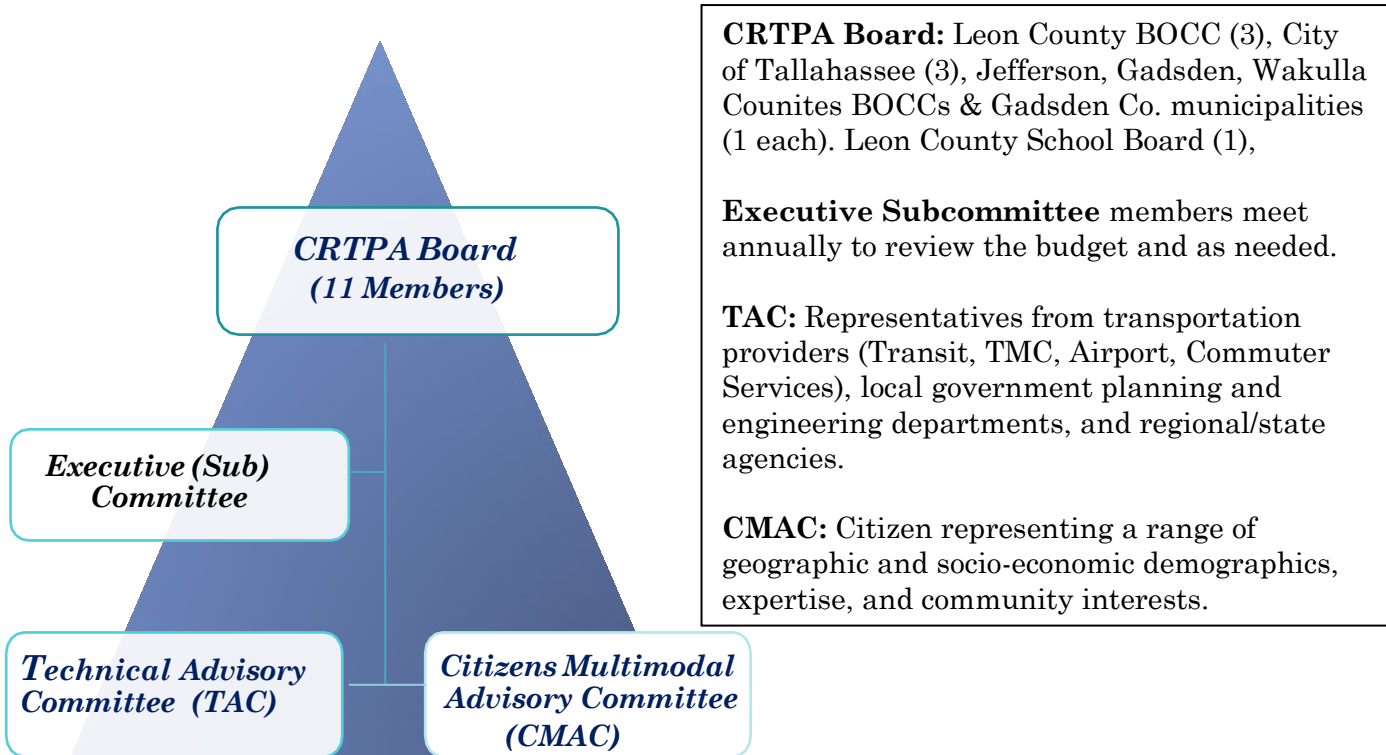 CRTPA Board
(11 Members)
Executive (Sub)
Committee
Technical Advisory
Committee (TAC)
Citizens Multimodal
Advisory Committee
(CMAC)
CRTPA Board: Leon County BOCC (3), City
of Tallahassee (3), Jefferson, Gadsden, Wakulla
Counites BOCCs & Gadsden Co. municipalities
(1 each). Leon County School Board (1),
Executive Subcommittee members meet
annually to review the budget and as needed.
TAC: Representatives from transportation
providers (Transit, TMC, Airport, Commuter
Services), local government planning and
engineering departments, and regional/state
agencies.
CMAC: Citizen representing a range of
geographic and socio-economic demographics,
expertise, and community interests.